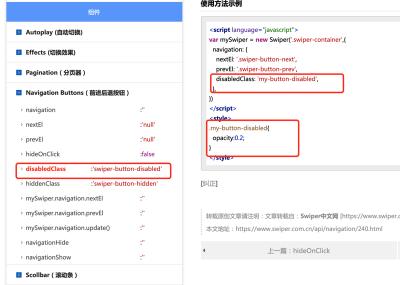 组件
Autoplay (自动切换)
Effects (切换效果)
Pagination (分页器)
Navigation Buttons (前进后退按钮)
navigation :''
nextEl :'null'
prevEl :'null'
hideOnClick :false
disabledClass :'swiper-button-disabled'
hiddenClass :'swiper-button-hidden'
mySwiper.navigation.nextEl :''
mySwiper.navigation.prevEl :''
mySwiper.navigation.update() :''
navigationHide :''
navigationShow :''
Scollbar (滚动条)
使用方法示例
<script language="javascript">
var mySwiper = new Swiper('.swiper-container',{
navigation: {
nextEl: '.swiper-button-next',
prevEl: '.swiper-button-prev',
disabledClass: 'my-button-disabled',
},
})
</script>
<style>
.my-button-disabled{
opacity:0.2;
}
</style>
[纠正]
转载原创文章请注明:文章转载自:Swiper中文网 [https://www.swiper.c
本文地址:https://www.swiper.com.cn/api/navigation/240.html
上一篇:hideOnClick